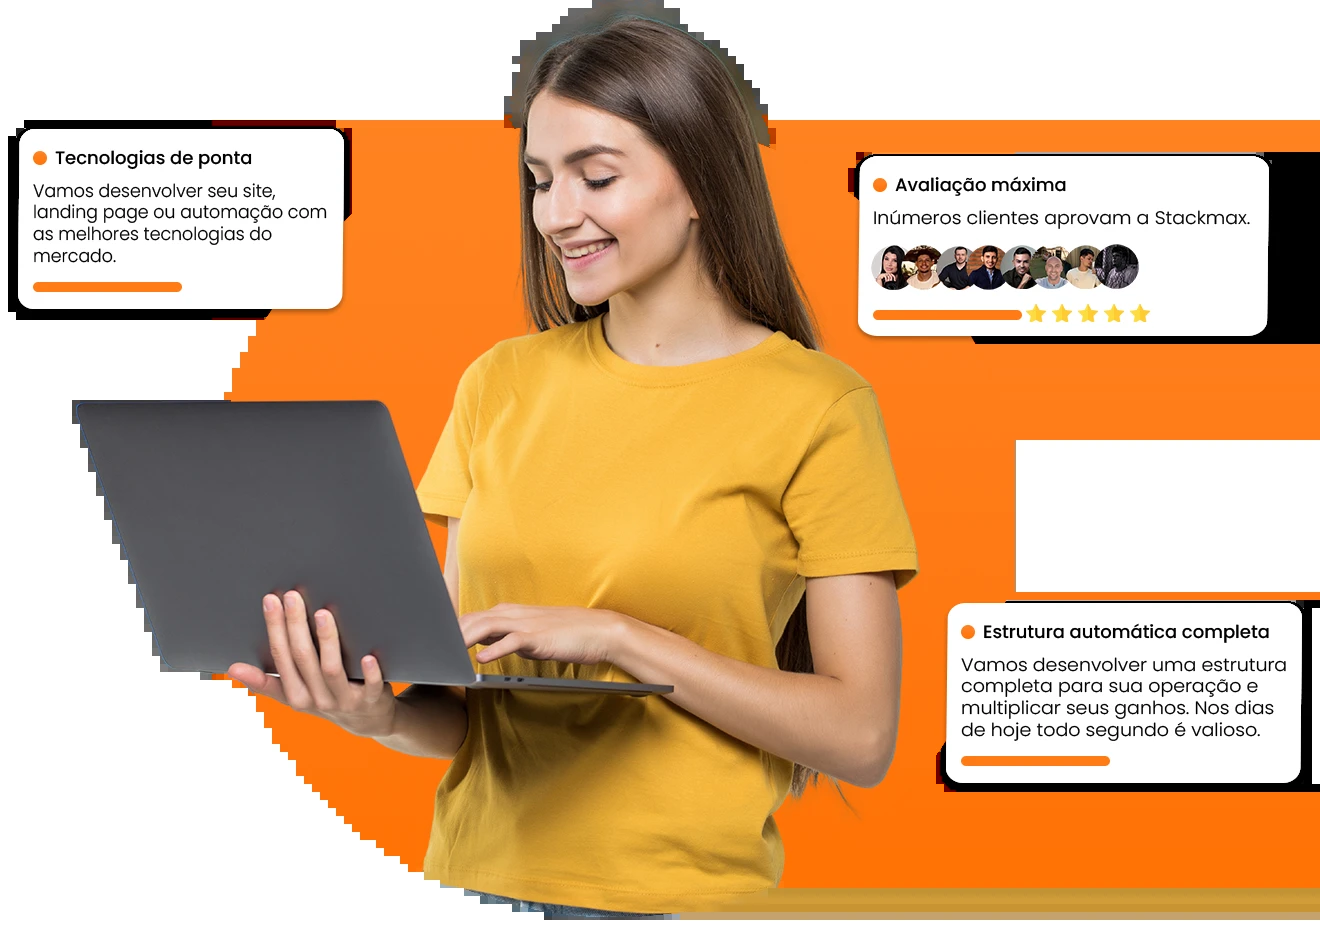 Tecnologias de ponta
Vamos desenvolver seu site,
landing page ou automação com
as melhores tecnologias do
mercado.
Avaliação máxima
Inúmeros clientes aprovam a Stackmax.
Estrutura automática completa
Vamos desenvolver uma estrutura
completa para sua operação e
multiplicar seus ganhos. Nos dias
de hoje todo segundo é valioso.